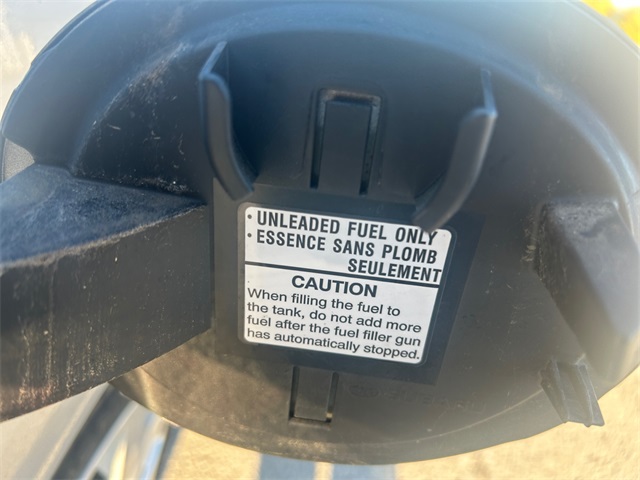 · UNLEADED FUEL ONLY
· ESSENCE SANS PLOMB
SEULEMENT
CAUTION
When filling the fuel to
the tank, do not add more
fuel after the fuel filler gun
has automatically stopped.